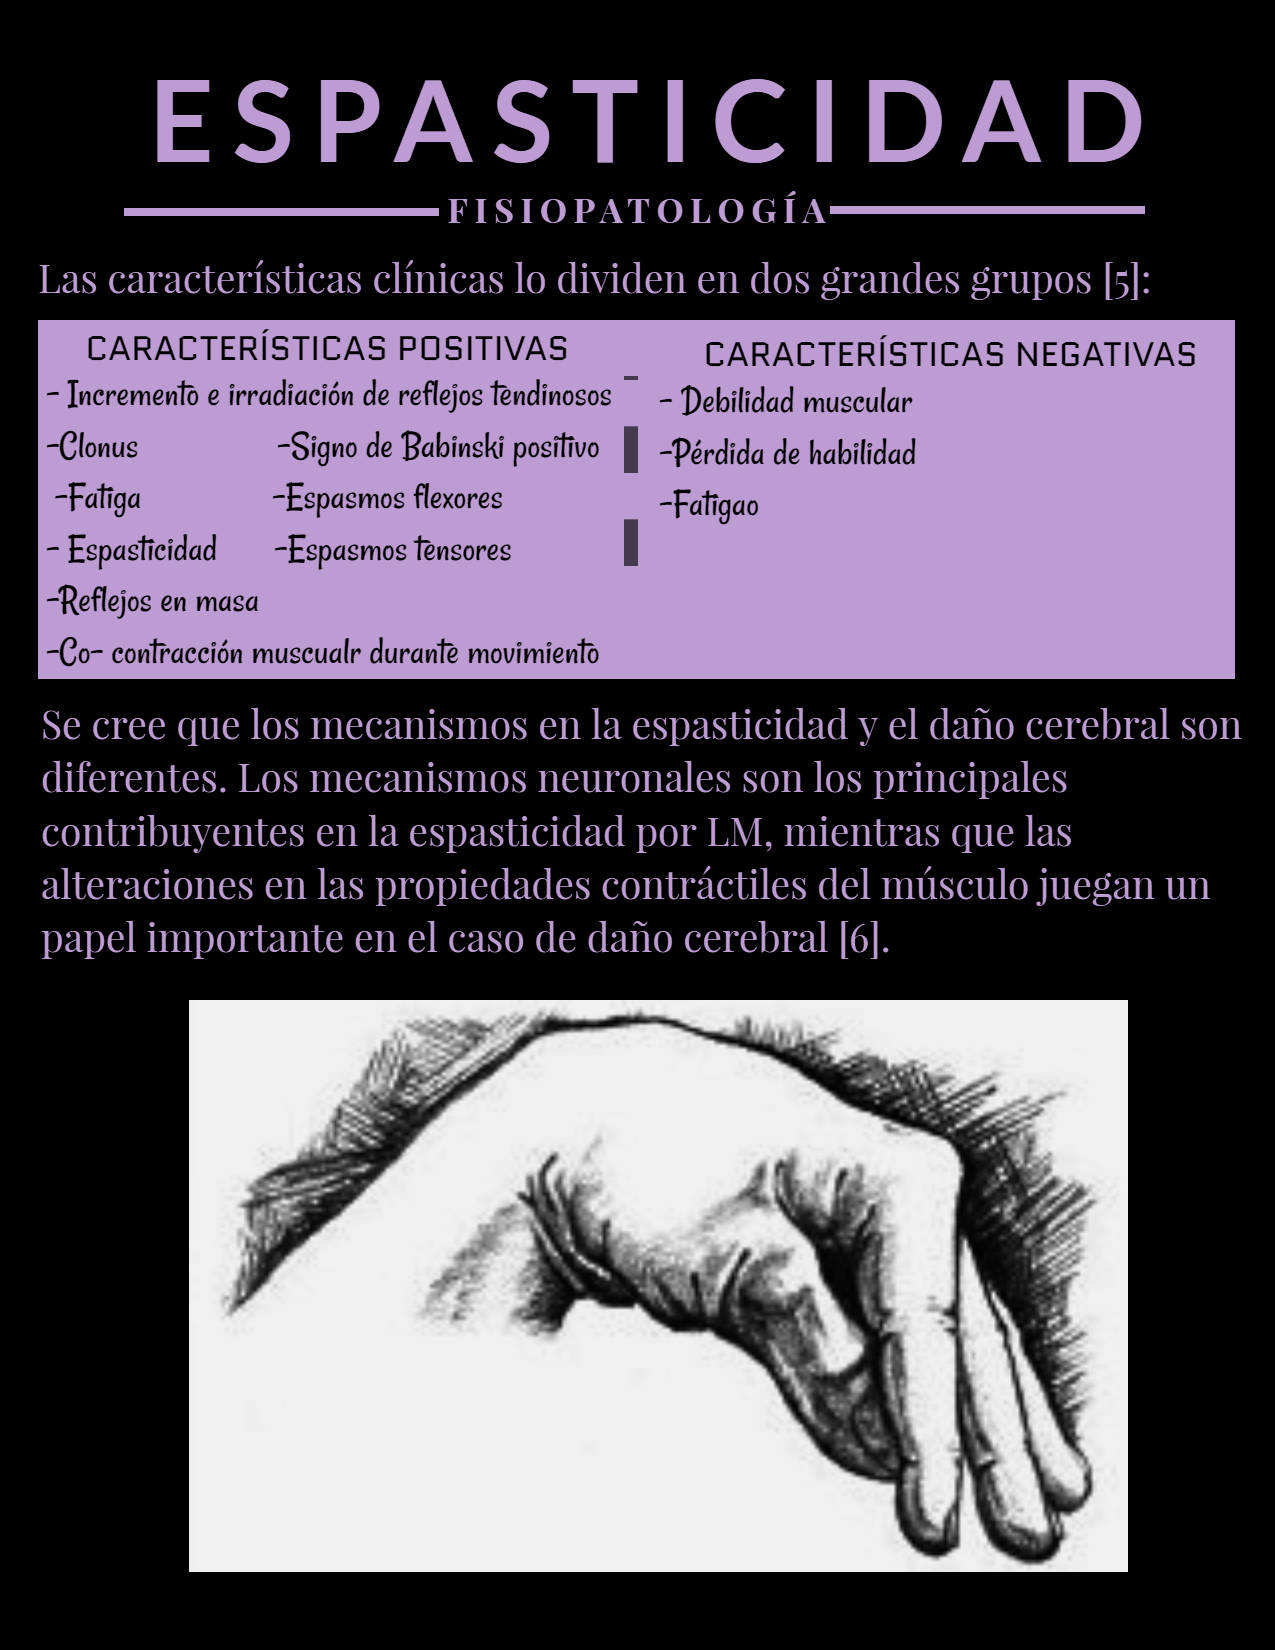 ESPASTICIDAD
FISIOPATOLOGÍA
Las características clínicas lo dividen en dos grandes grupos [5]:
CARACTERÍSTICAS POSITIVAS
- Incremento e irradiación de reflejos tendinosos
-Clonus -Signo de Babinski positivo
-Fatiga -Espasmos flexores
- Espasticidad -Espasmos tensores
-Reflejos en masa
-Co- contracción muscualr durante movimiento
CARACTERÍSTICAS NEGATIVAS
- Debilidad muscular
-Pérdida de habilidad
-Fatigao
Se cree que los mecanismos en la espasticidad y el daño cerebral son
diferentes. Los mecanismos neuronales son los principales
contribuyentes en la espasticidad por LM, mientras que las
alteraciones en las propiedades contráctiles del músculo juegan un
papel importante en el caso de daño cerebral [6].